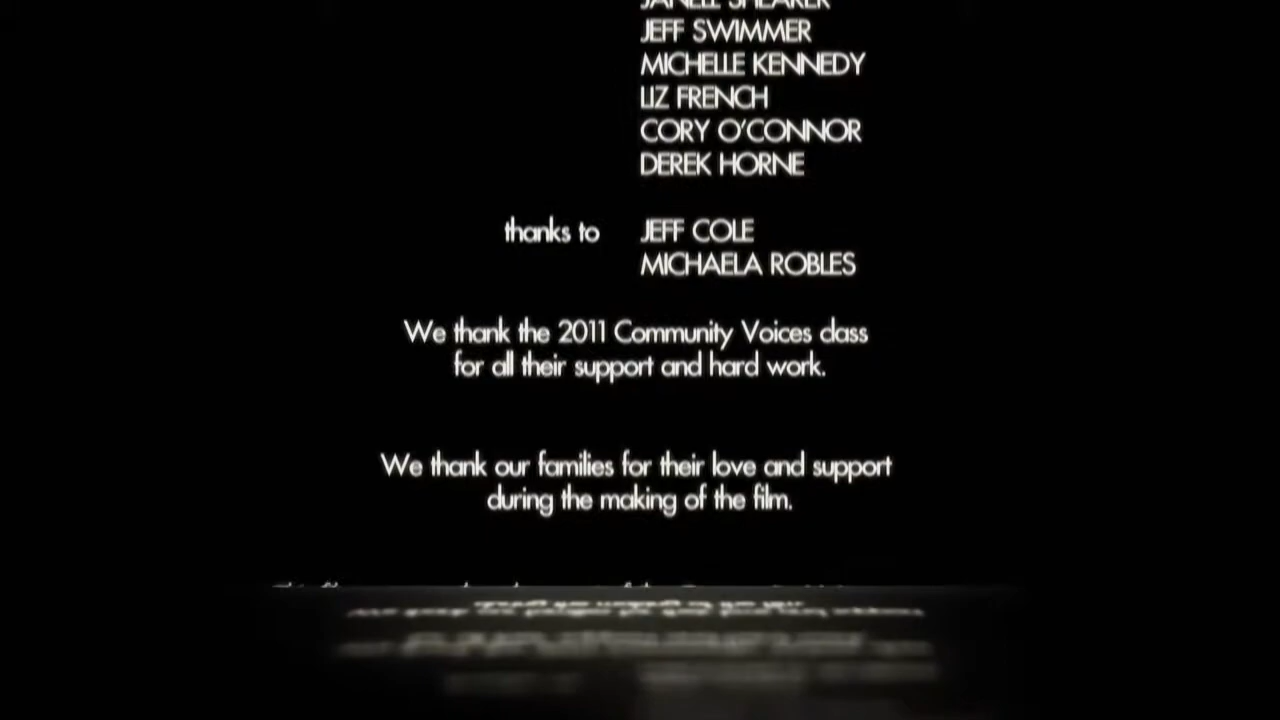 JANELL SHEARER
JEFF SWIMMER
MICHELLE KENNEDY
LIZ FRENCH
CORY O'CONNOR
DEREK HORNE
thanks to JEFF COLE
MICHAELA ROBLES
We thank the 2011 Community Voices class
for all their support and hard work.
We thank our families for their love and support
during the making of the film.